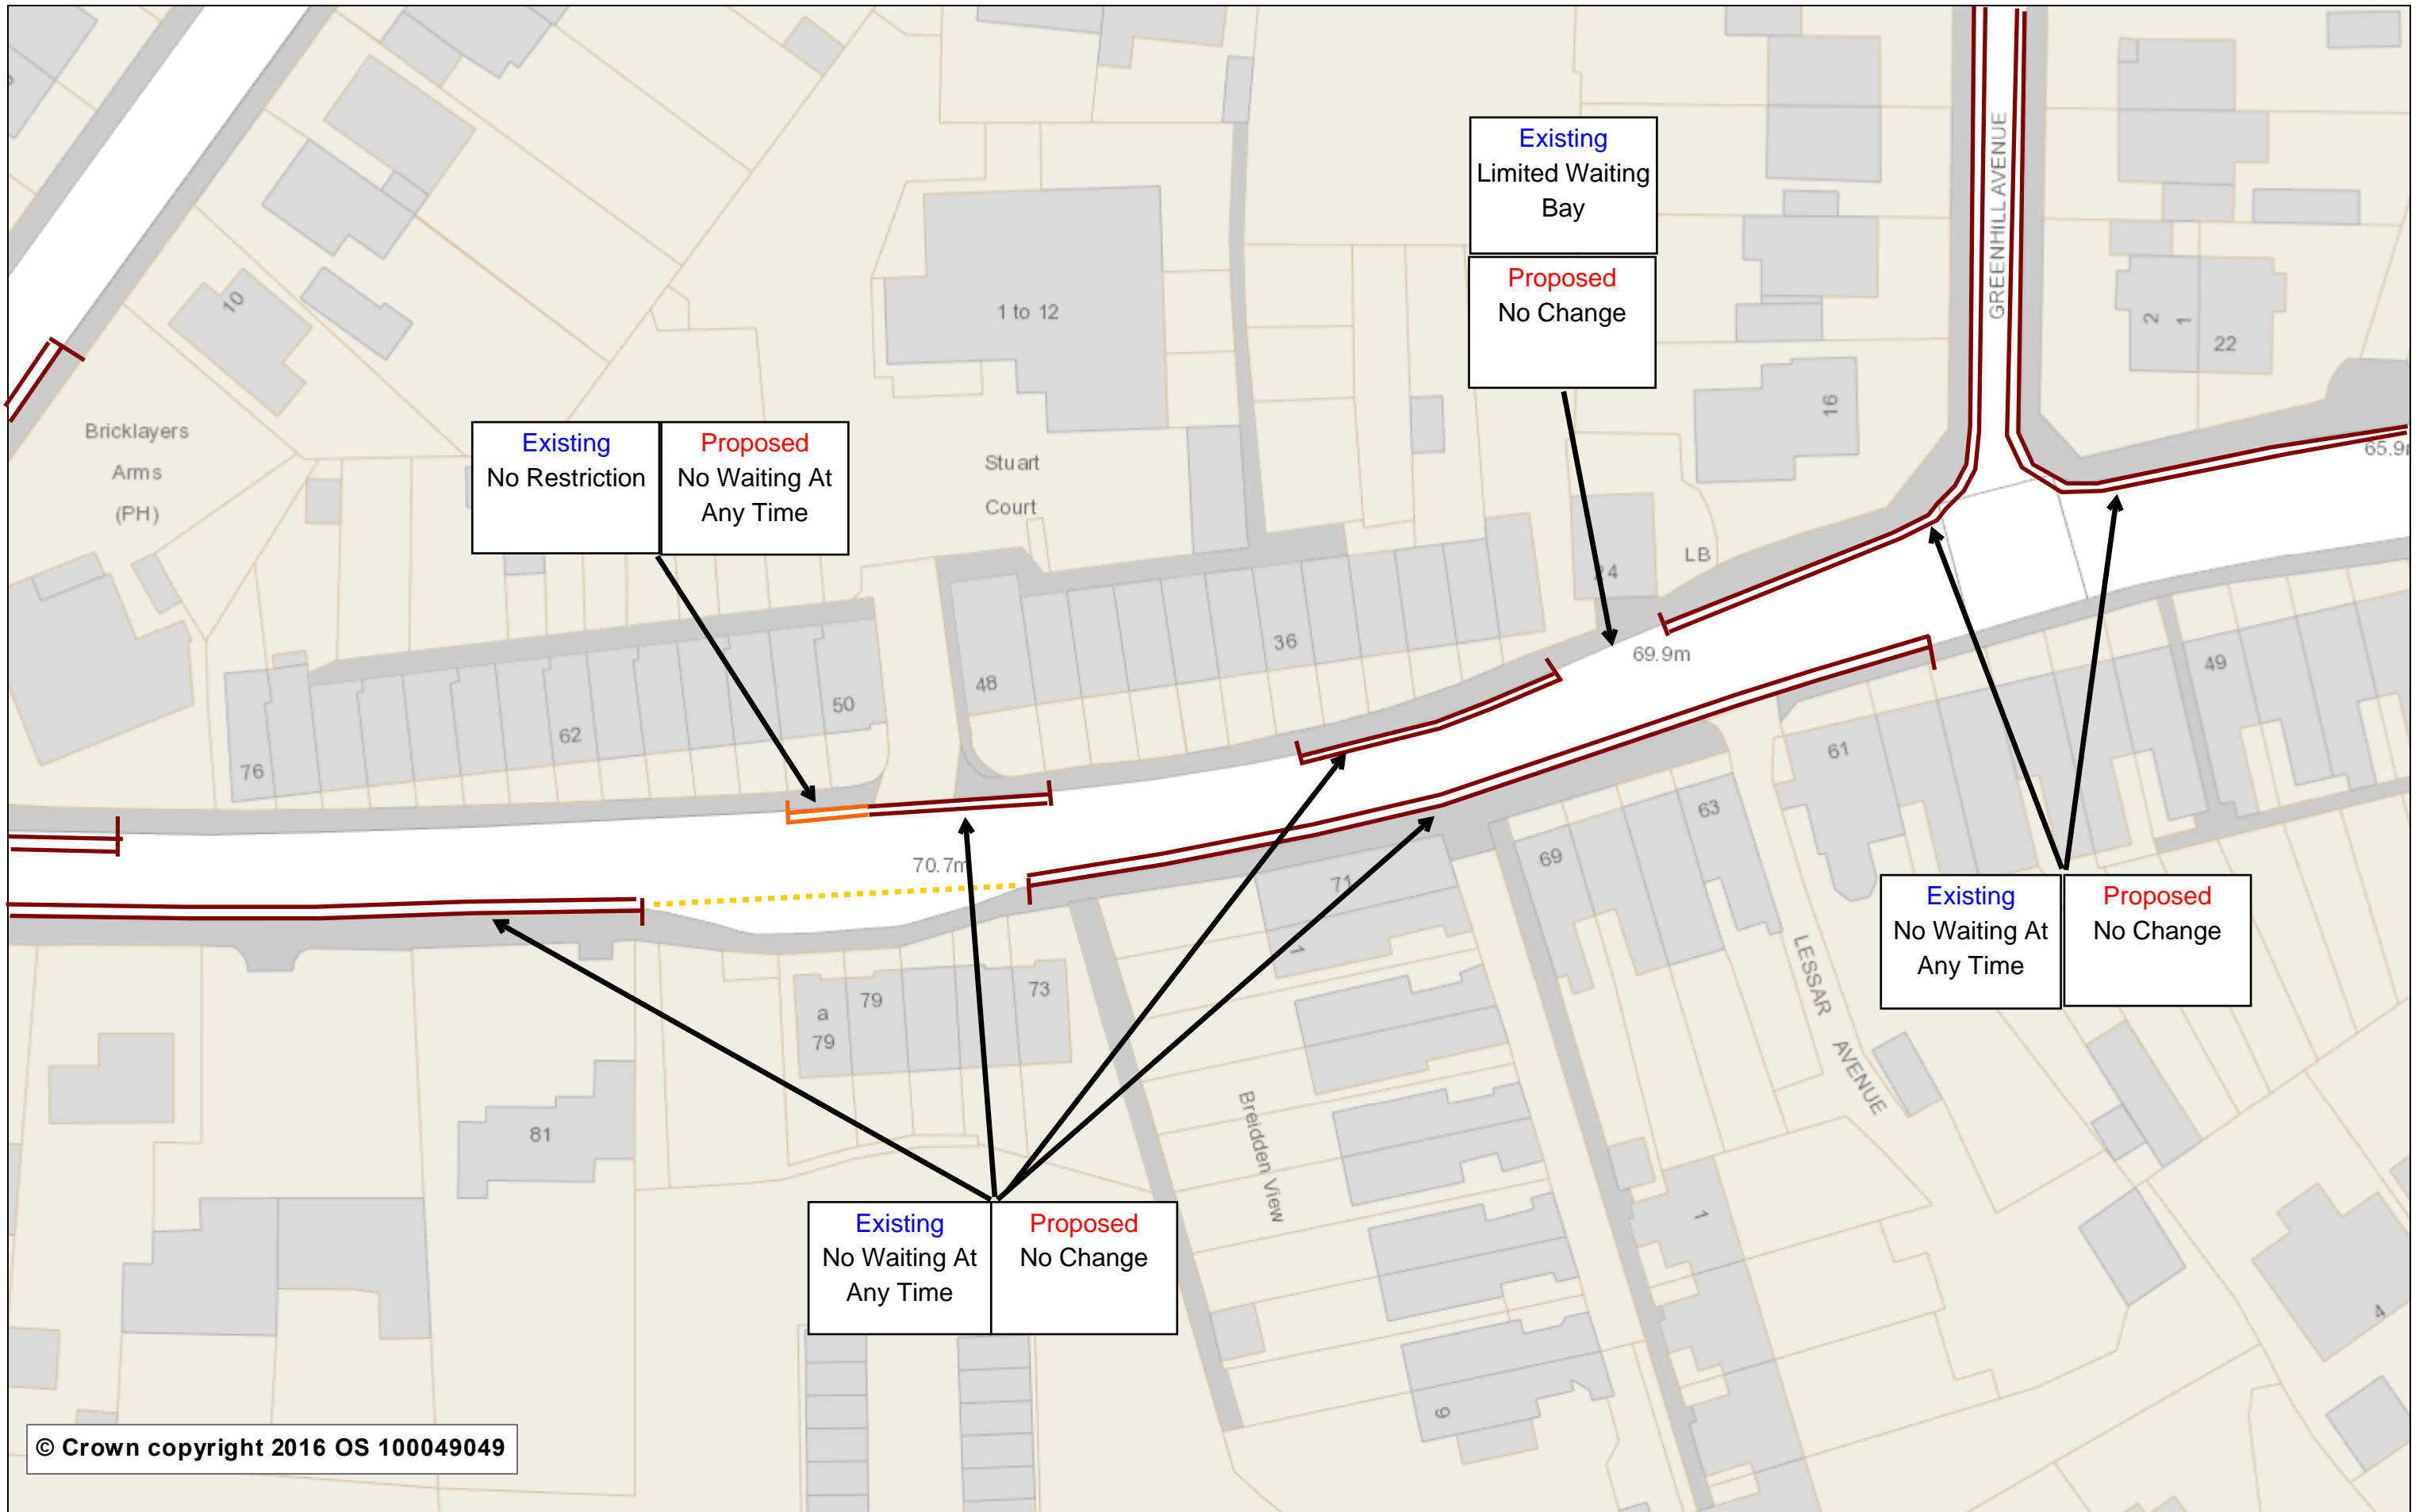 Existing
Limited Waiting
Bay
Proposed
No Change
GREENHILL AVENUE
10
1 to 12
2
1
22
16
Bricklayers
Arms
(PH)
Existing
No Restriction
Proposed
No Waiting At
Any Time
Stuart
Court
LB
24
36
69.9m
48
50
62
76
49
61
63
69
71
1
70.7m
73
79
a
79
81
LESSAR
AVENUE
Existing
No Waiting At
Any Time
Proposed
No Change
Breidden View
1
Existing
No Waiting At
Any Time
Proposed
No Change
4
9
© Crown copyright 2016 OS 100049049